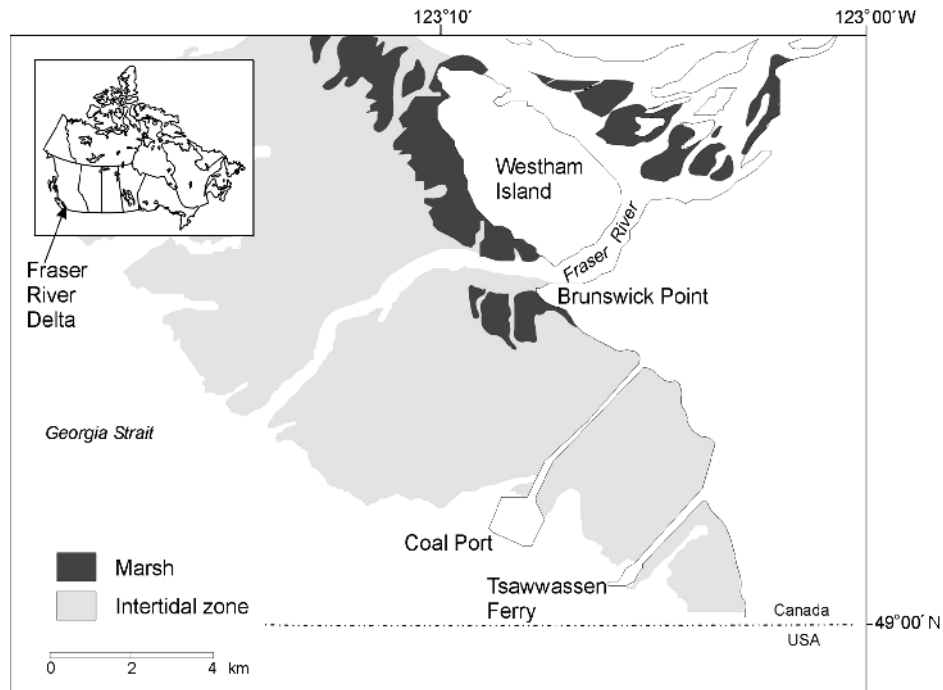 123°10'
123°00' W
Westham
Island
Fraser River
Fraser
River
Delta
Brunswick Point
Georgia Strait
Coal Port
Tsawwassen
Ferry
Marsh
Intertidal zone
Canada
49°00' N
USA
0 2 4 km